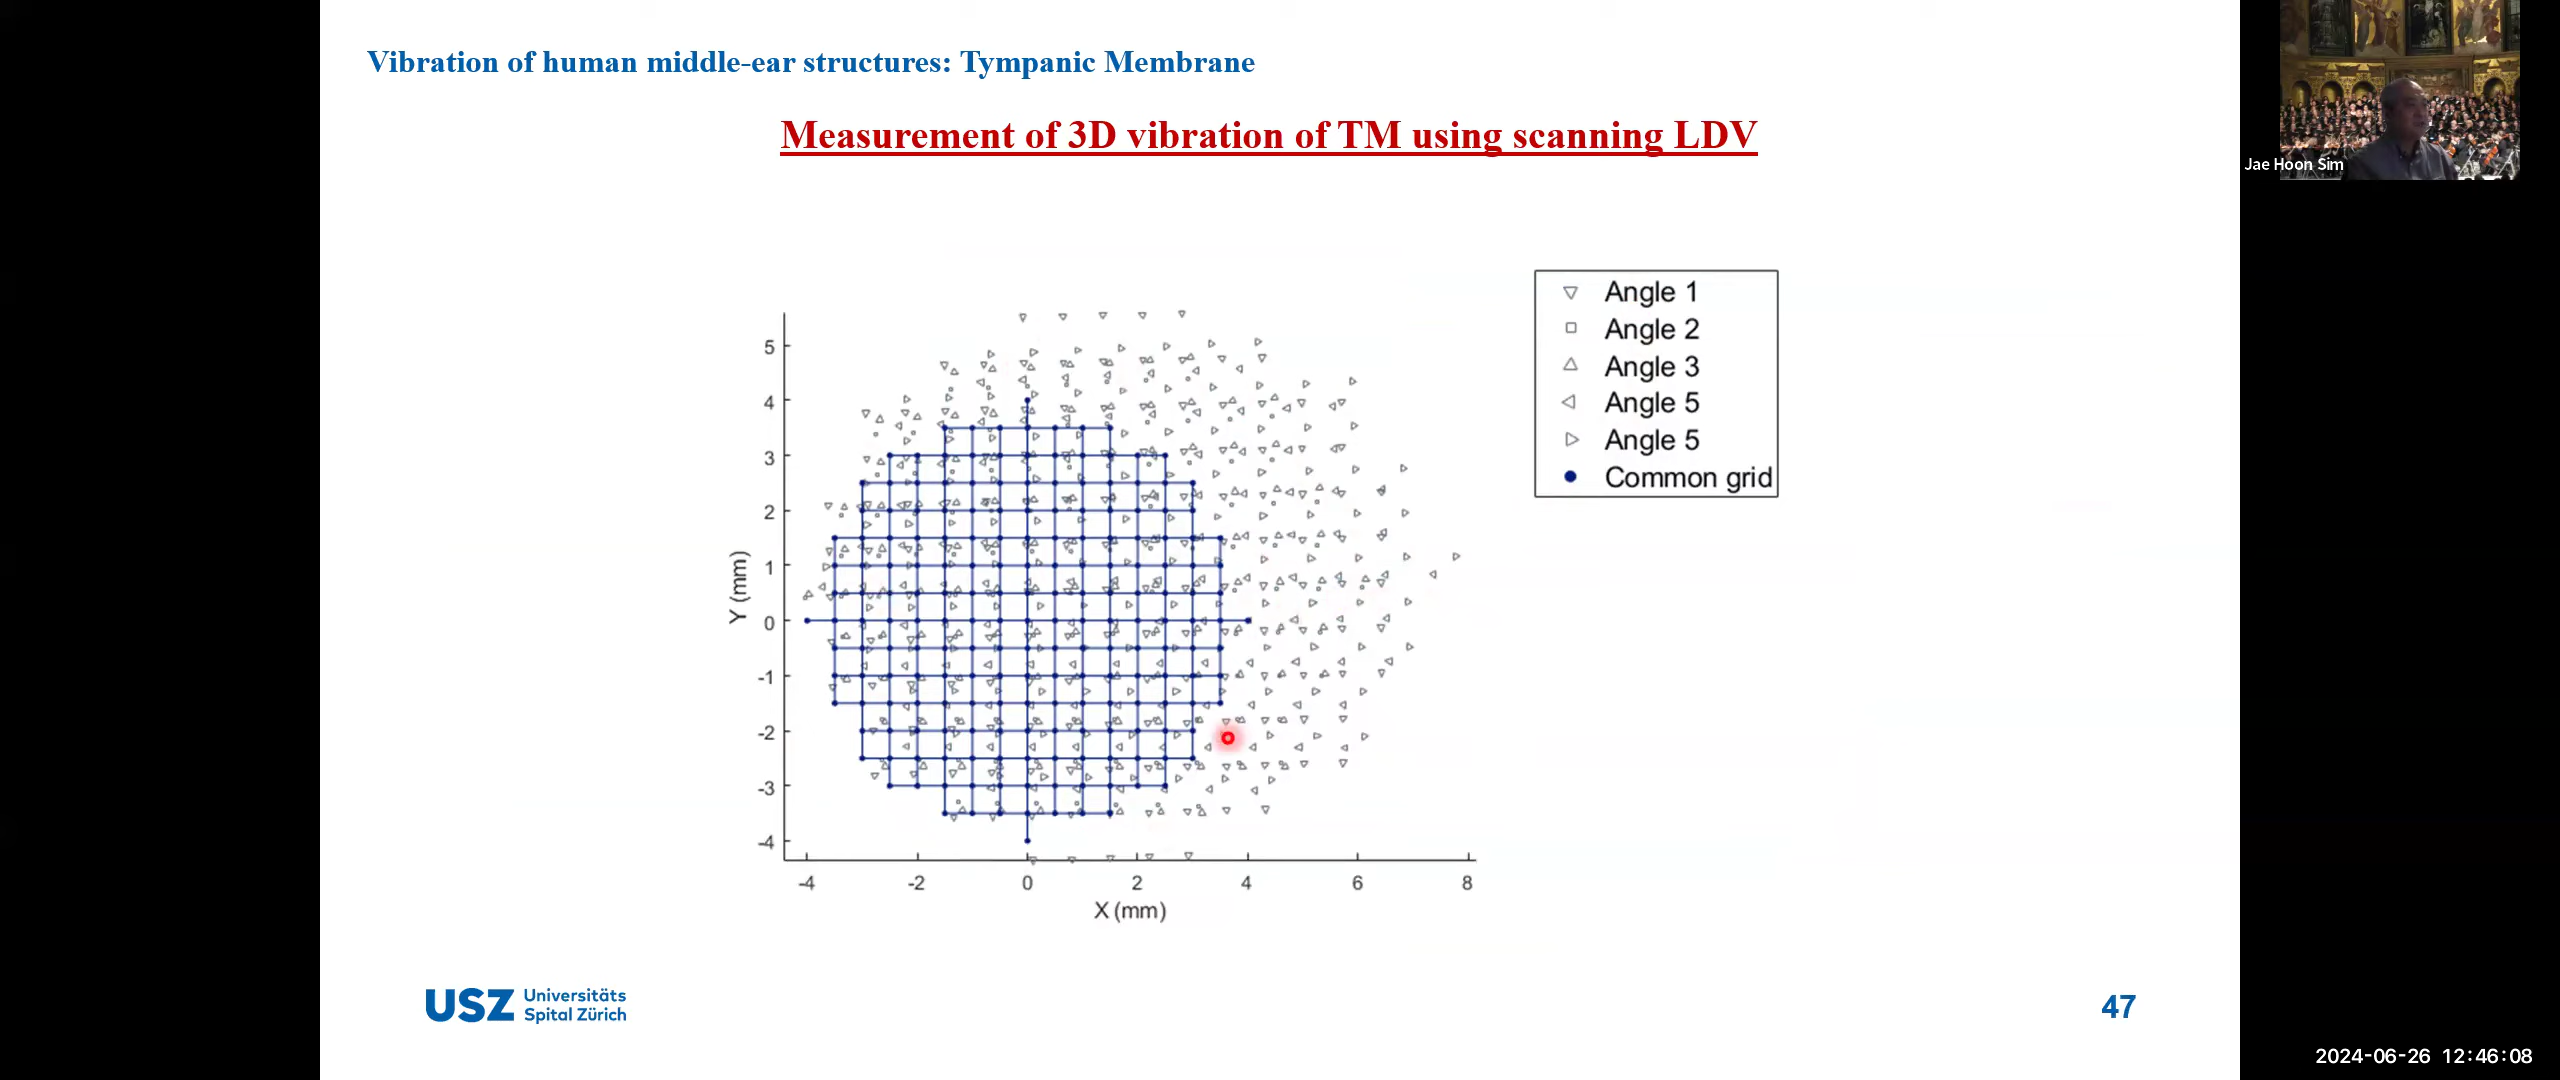 Vibration of human middle-ear structures: Tympanic Membrane
Measurement of 3D vibration of TM using scanning LDV
Jae Hoon Sim
Angle 1
Angle 2
Angle 3
Angle 5
Angle 5
Common grid
5
4
3
2
1
0
-1
-2
-3
-4
Y (mm)
-4 -2 0 2 4 6 8
X (mm)
USZ Universitäts
Spital Zürich
47
2024-06-26 12:46:08